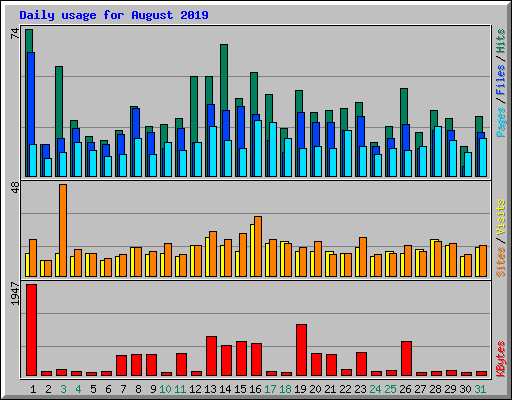 Daily usage for August 2019
74
Pages / Files / Hits
48
Sites / Visits
1947
KBytes
1 2 3 4 5 6 7 8 9 10 11 12 13 14 15 16 17 18 19 20 21 22 23 24 25 26 27 28 29 30 31